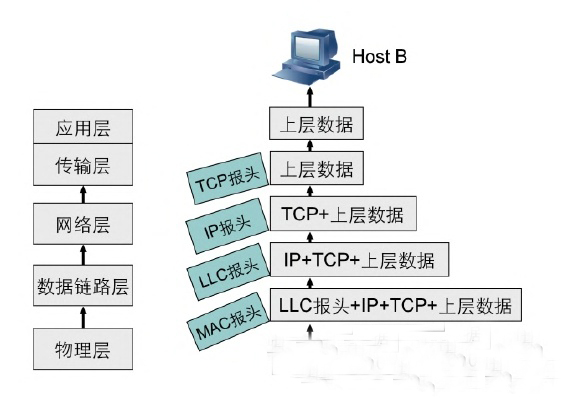 Host B
应用层
上层数据
传输层
上层数据
TCP报头
网络层
TCP+上层数据
IP报头
数据链路层
IP+TCP+上层数据
LLC报头
物理层
LLC报头+IP+TCP+上层数据
MAC报头